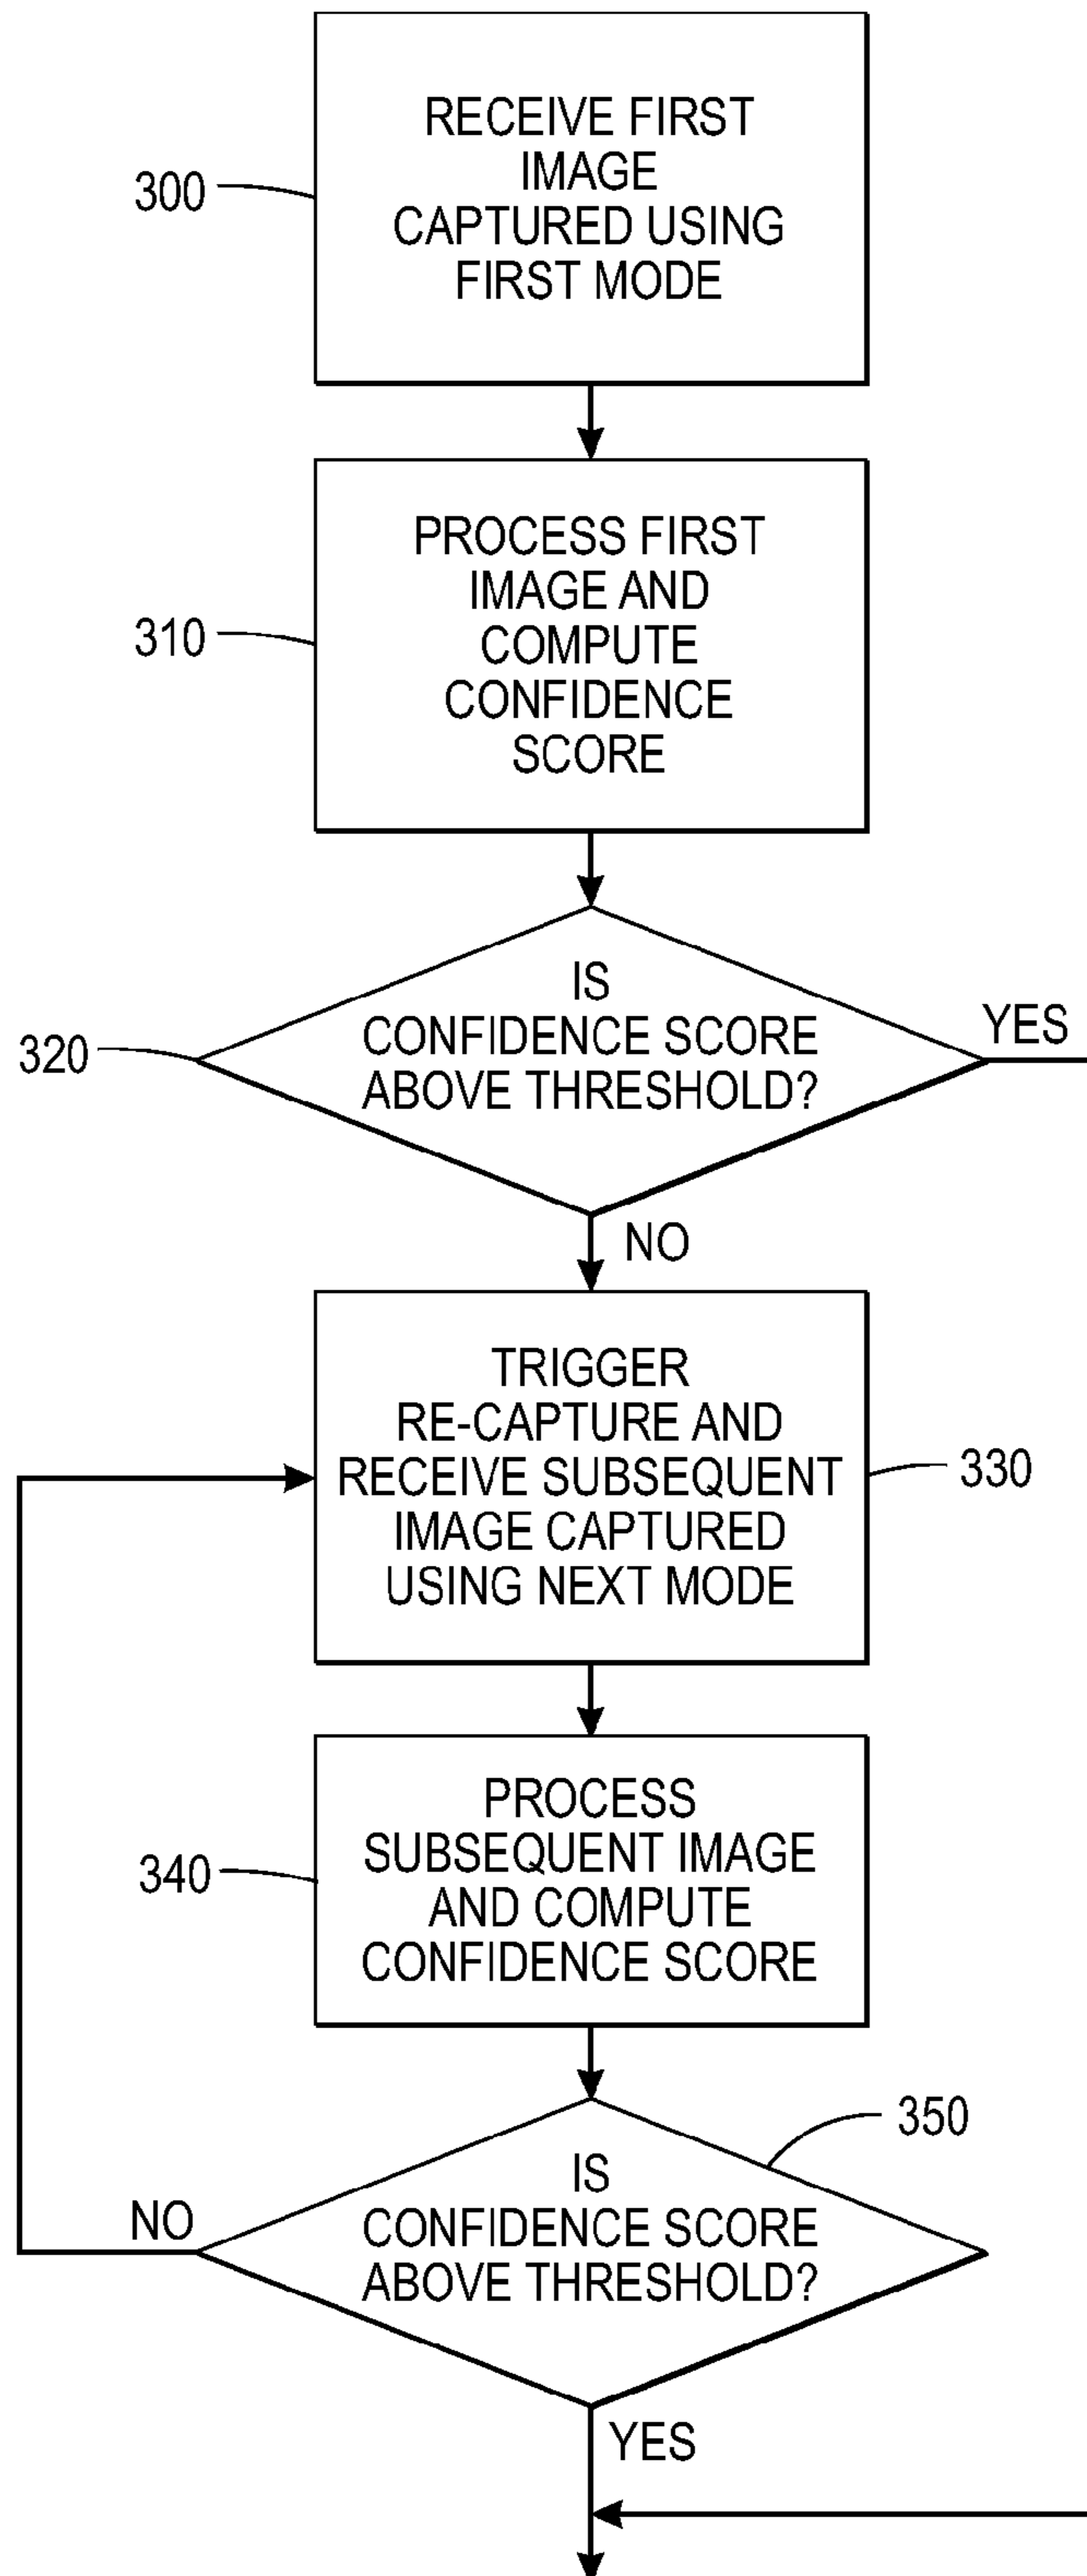 RECEIVE FIRST
IMAGE
CAPTURED USING
FIRST MODE
300
PROCESS FIRST
IMAGE AND
COMPUTE
CONFIDENCE
SCORE
310
IS
CONFIDENCE SCORE
ABOVE THRESHOLD?
320
YES
NO
TRIGGER
RE-CAPTURE AND
RECEIVE SUBSEQUENT
IMAGE CAPTURED
USING NEXT MODE
330
PROCESS
SUBSEQUENT IMAGE
AND COMPUTE
CONFIDENCE SCORE
340
350
IS
CONFIDENCE SCORE
ABOVE THRESHOLD?
NO
YES